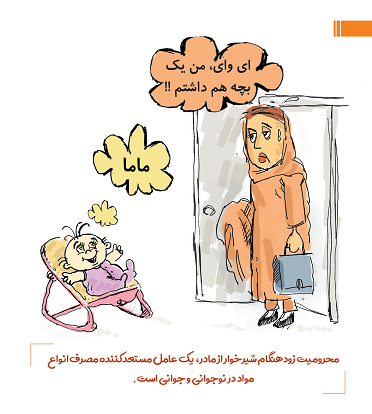 ای وای، من یک
بچه هم داشتم !!
ماما
محرومیت زودهنگام شیرخوار از مادر، یک عامل مستعدکننده مصرف انواع
مواد در نوجوانی و جوانی است .